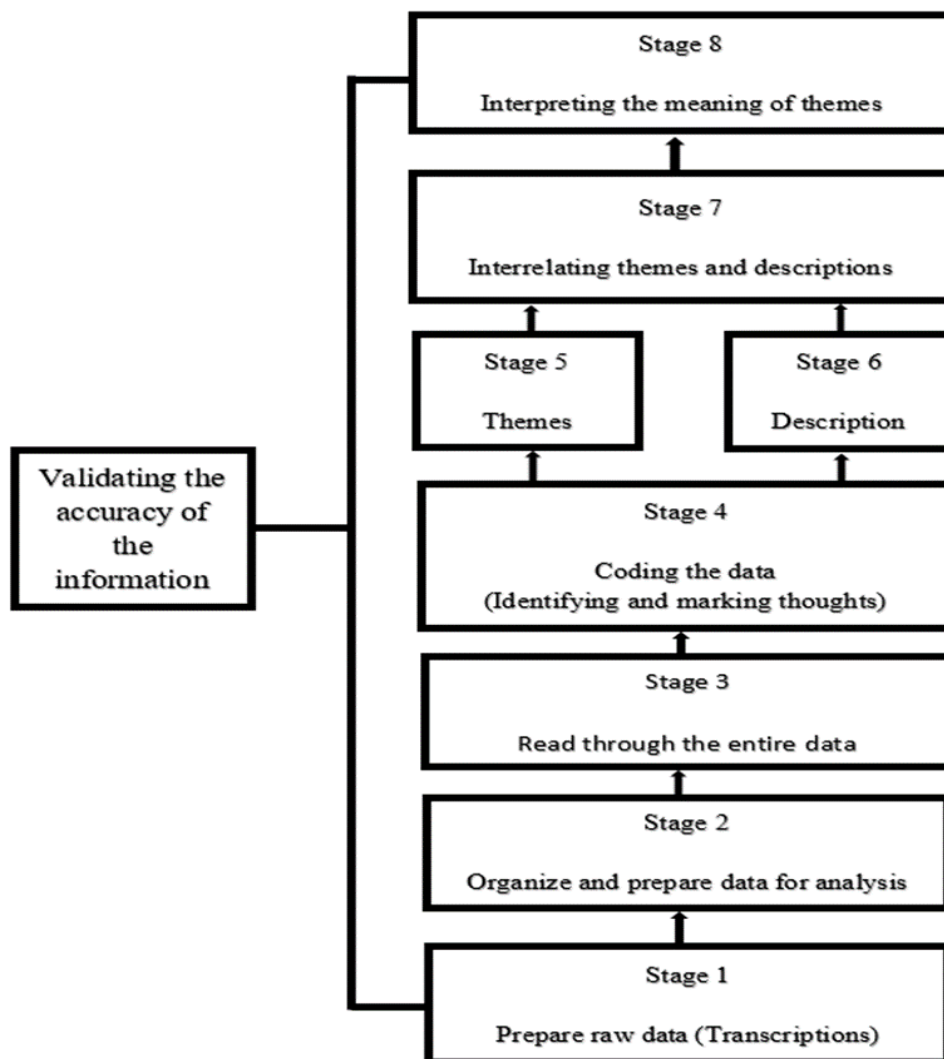 Stage 8
Interpreting the meaning of themes
Stage 7
Interrelating themes and descriptions
Stage 5
Themes
Stage 6
Description
Validating the
accuracy of
the
information
Stage 4
Coding the data
(Identifying and marking thoughts)
Stage 3
Read through the entire data
Stage 2
Organize and prepare data for analysis
Stage 1
Prepare raw data (Transcriptions)